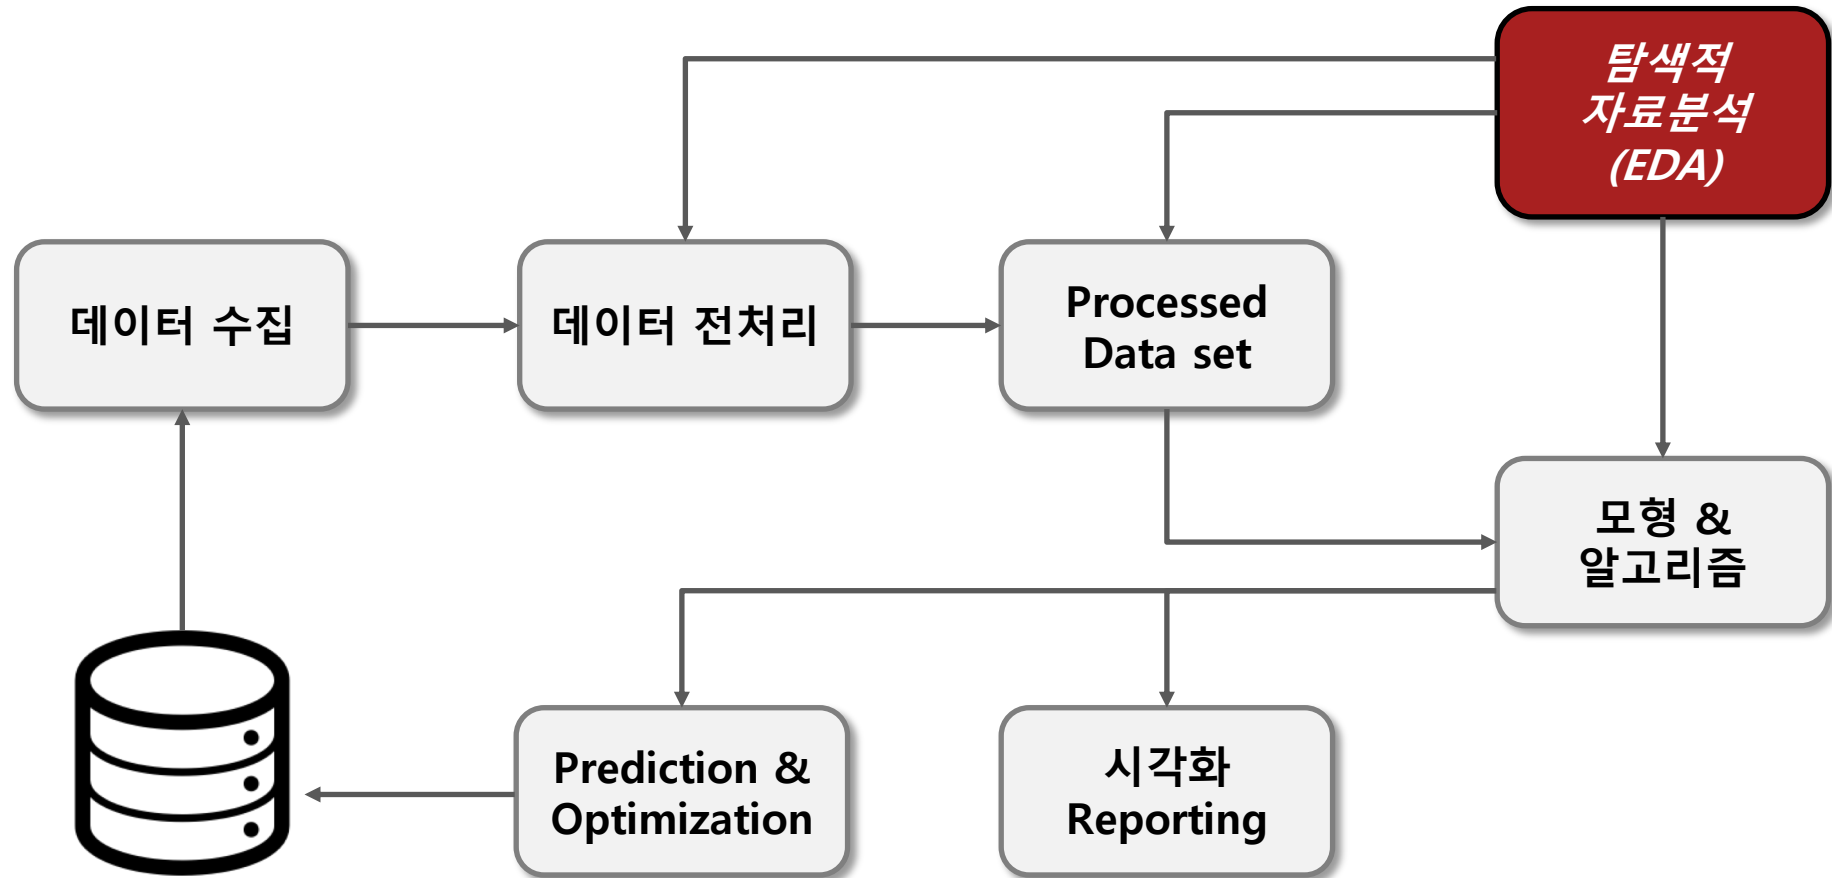 탐색적
자료분석
(EDA)
데이터 수집
데이터 전처리
Processed
Data set
모형 &
알고리즘
Prediction &
Optimization
시각화
Reporting